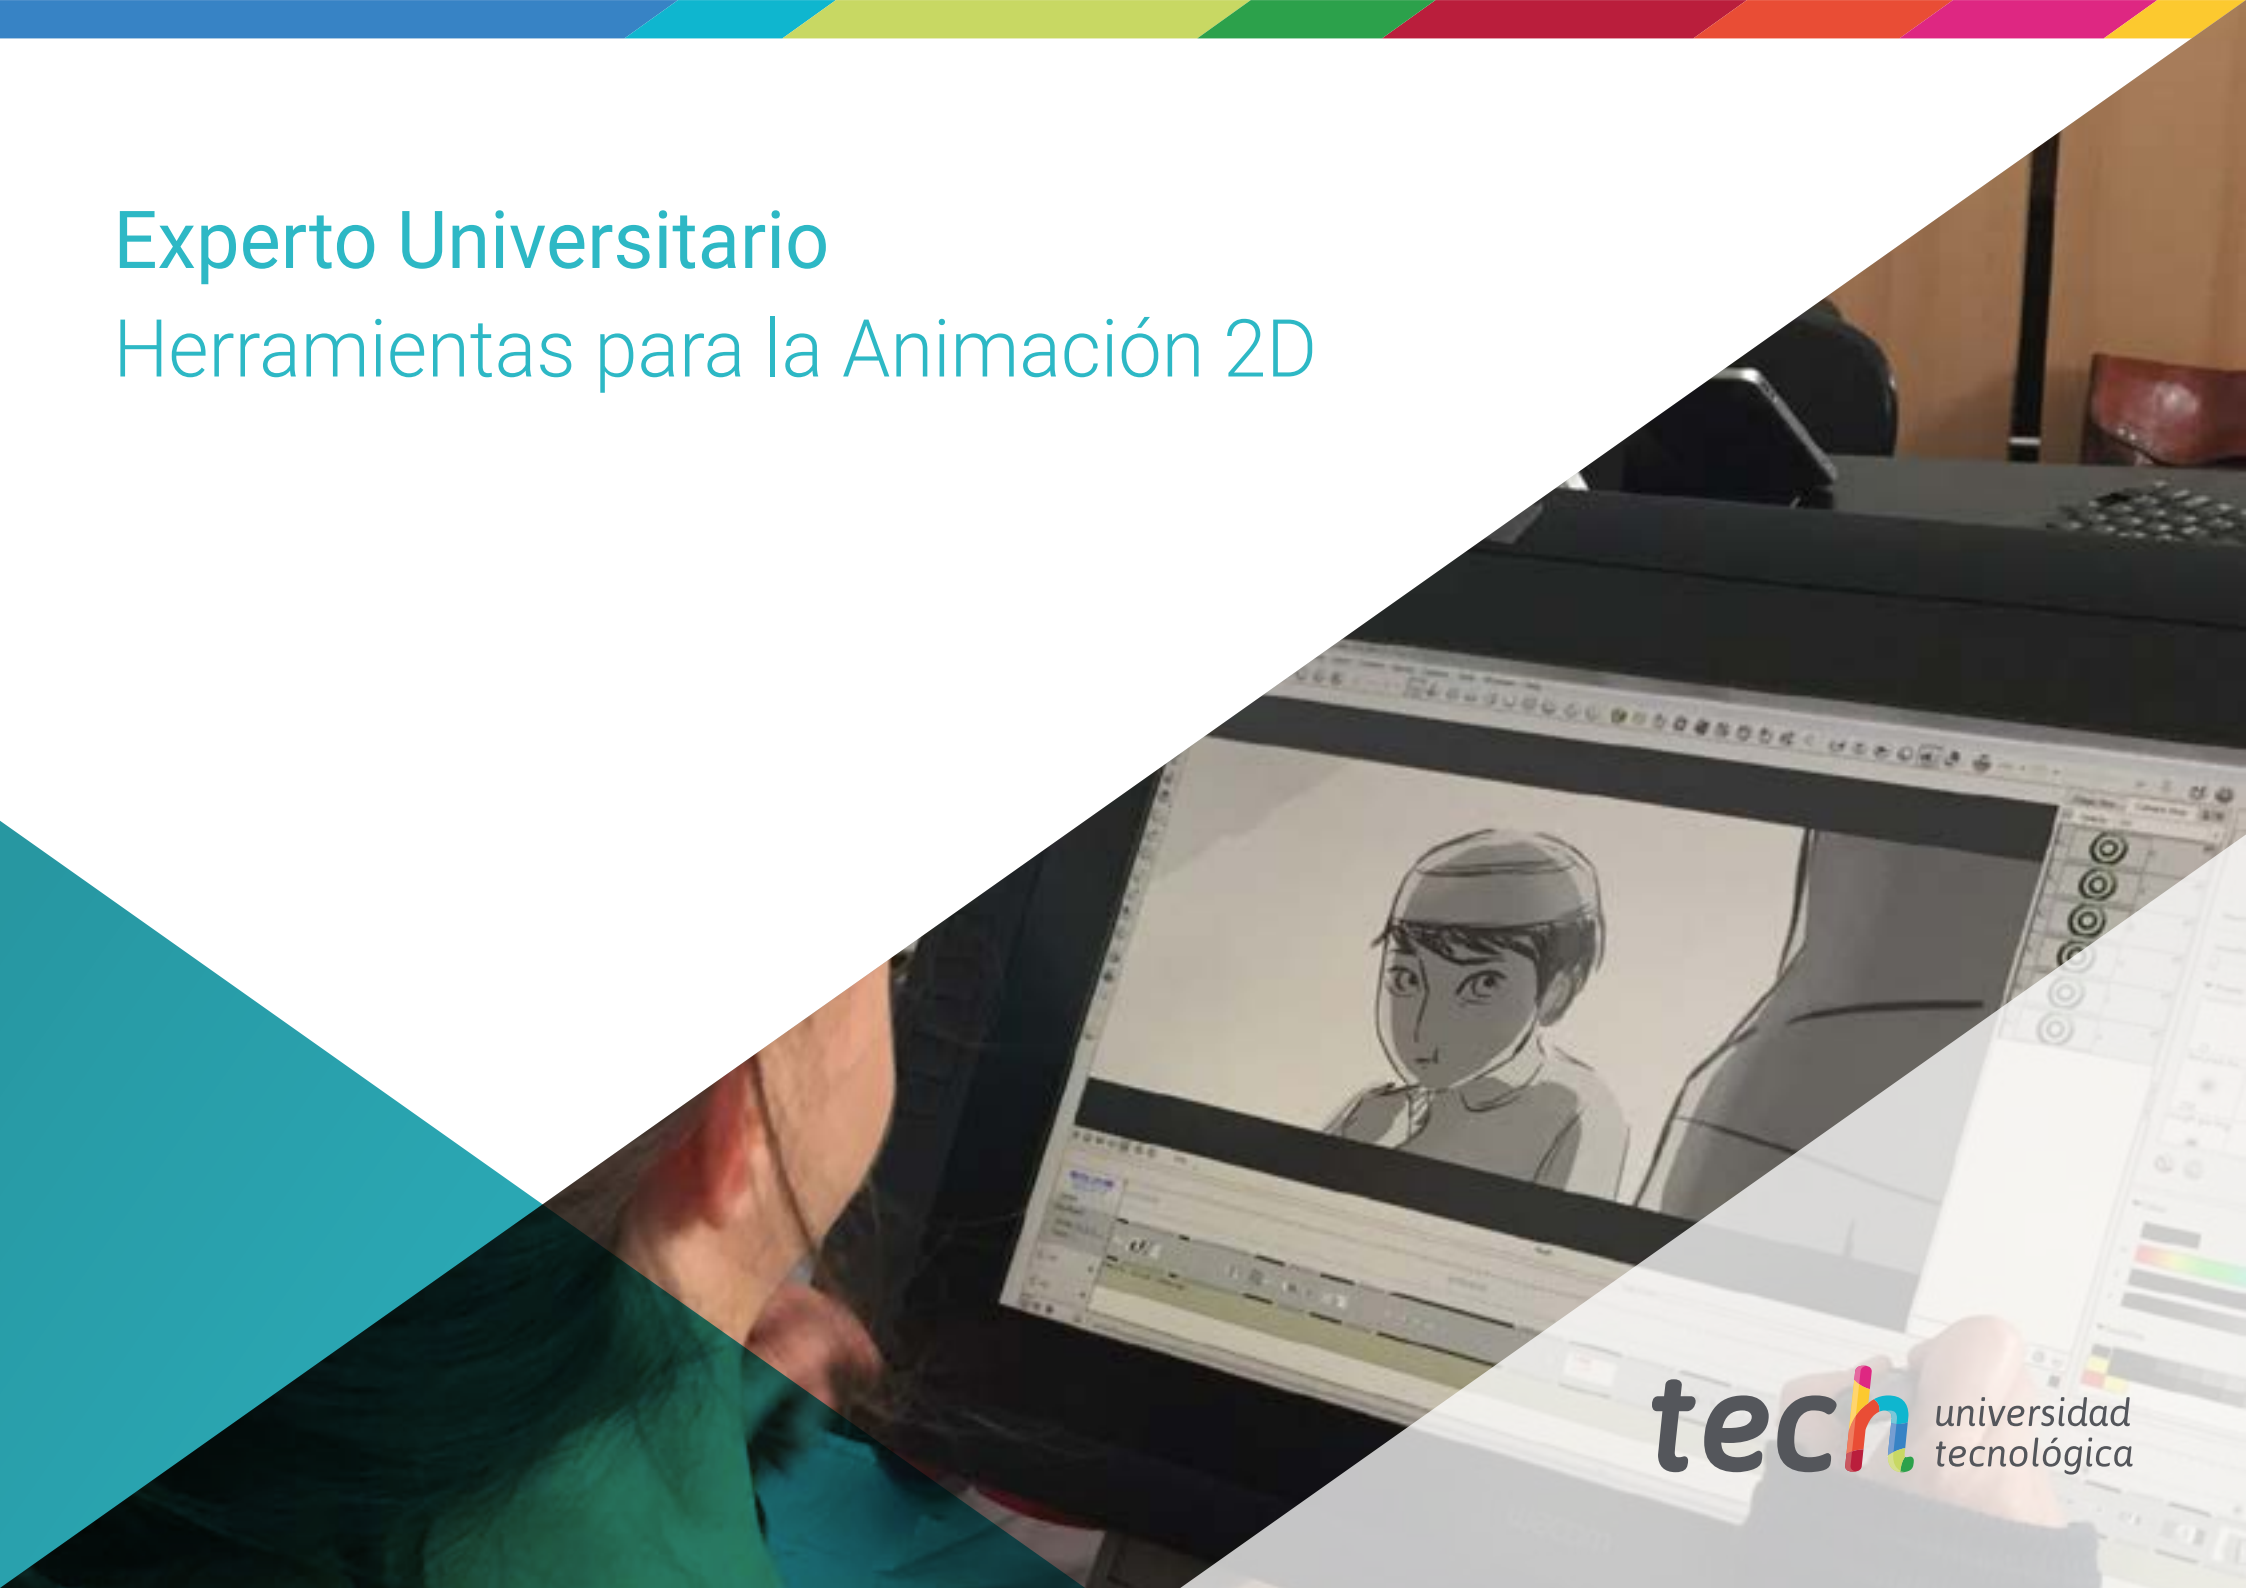 Experto Universitario
Herramientas para la Animación 2D
tech universidad
tecnológica